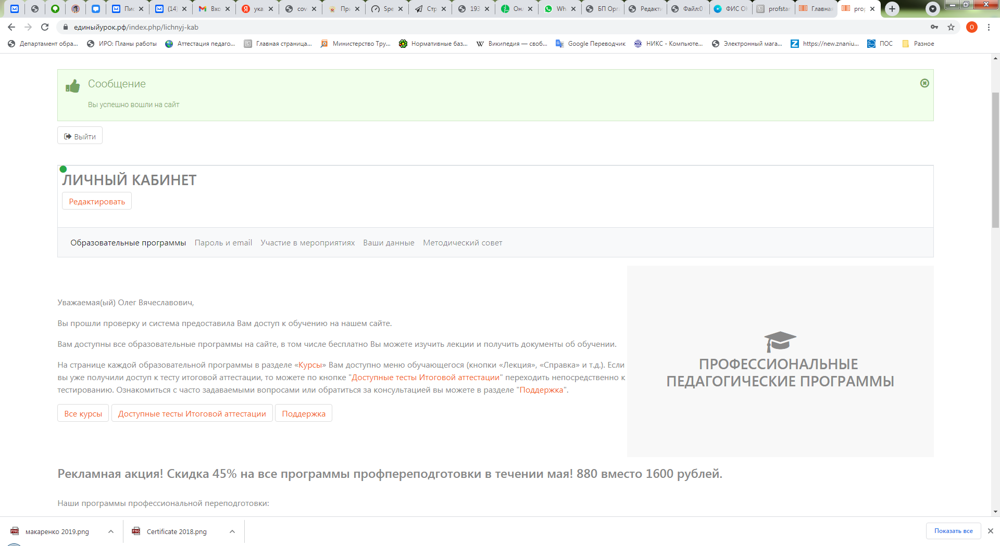 Пис
(14)
Вхо
ука
cov
При
Spe
Стр
193
Онл
Wh
БП Орг
Редакти
Файл:0
ФИС О
profstar
Главная
prop
единыйурок.рф/index.php/lichnyj-kab
О
Департамент обра...
ИРО: Планы работы
Аттестация педаго...
Главная страница...
Министерство Тру...
Нормативные баз...
Википедия — своб...
Google Переводчик
НИКС - Компьюте...
Электронный мага...
https://new.znaniu...
ПОС
Разное
Сообщение
Вы успешно вошли на сайт
Выйти
ЛИЧНЫЙ КАБИНЕТ
Редактировать
Образовательные программы Пароль и email Участие в мероприятиях Ваши данные Методический совет
Уважаемая(ый) Олег Вячеславович,
Вы прошли проверку и система предоставила Вам доступ к обучению на нашем сайте.
Вам доступны все образовательные программы на сайте, в том числе бесплатно Вы можете изучить лекции и получить документы об обучении.
На странице каждой образовательной программы в разделе «Курсы» Вам доступно меню обучающегося (кнопки «Лекция», «Справка» и т.д.). Если
вы уже получили доступ к тесту итоговой аттестации, то можете по кнопке "Доступные тесты Итоговой аттестации" переходить непосредственно к
тестированию. Ознакомиться с часто задаваемыми вопросами или обратиться за консультацией вы можете в разделе "Поддержка".
Все курсы
Доступные тесты Итоговой аттестации
Поддержка
ПРОФЕССИОНАЛЬНЫЕ
ПЕДАГОГИЧЕСКИЕ ПРОГРАММЫ
Рекламная акция! Скидка 45% на все программы профпереподготовки в течении мая! 880 вместо 1600 рублей.
Наши программы профессиональной переподготовки:
макаренко 2019.png
Certificate 2018.png
Показать все